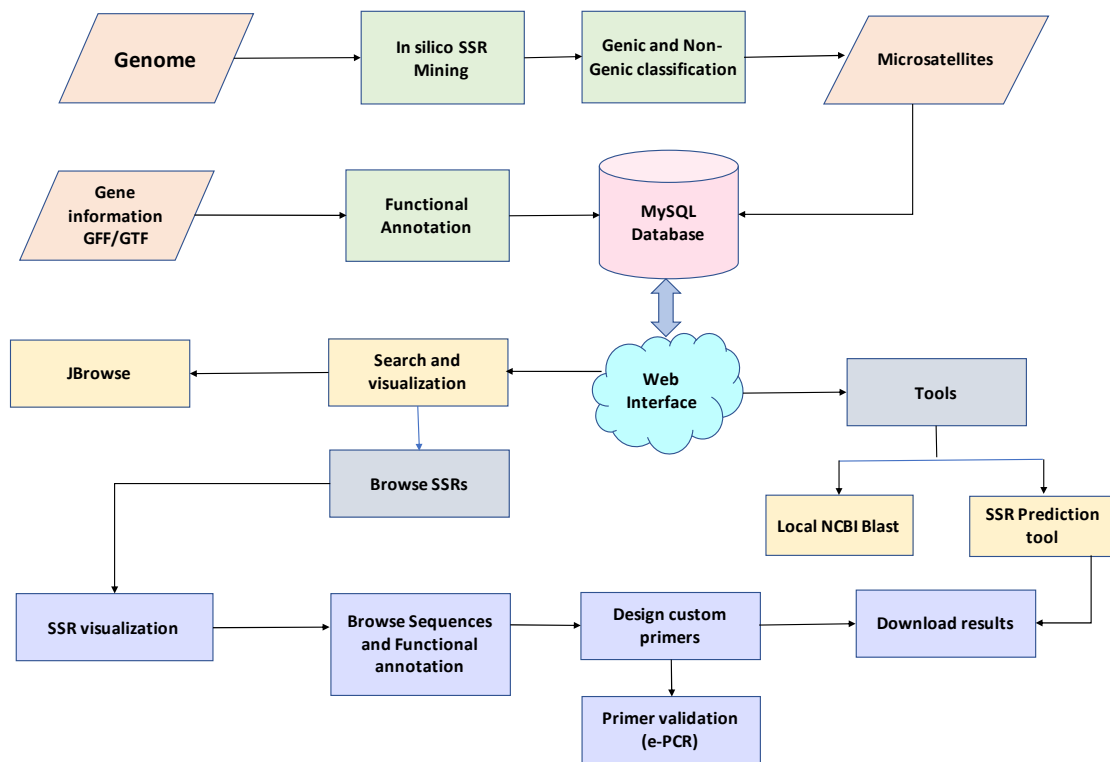 Genome
In silico SSR
Mining
Genic and Non-
Genic classification
Microsatellites
Gene
information
GFF/GTF
Functional
Annotation
MySQL
Database
JBrowse
Search and
visualization
Web
Interface
Tools
Browse SSRs
Local NCBI Blast
SSR Prediction
tool
SSR visualization
Browse Sequences
and Functional
annotation
Design custom
primers
Download results
Primer validation
(e-PCR)